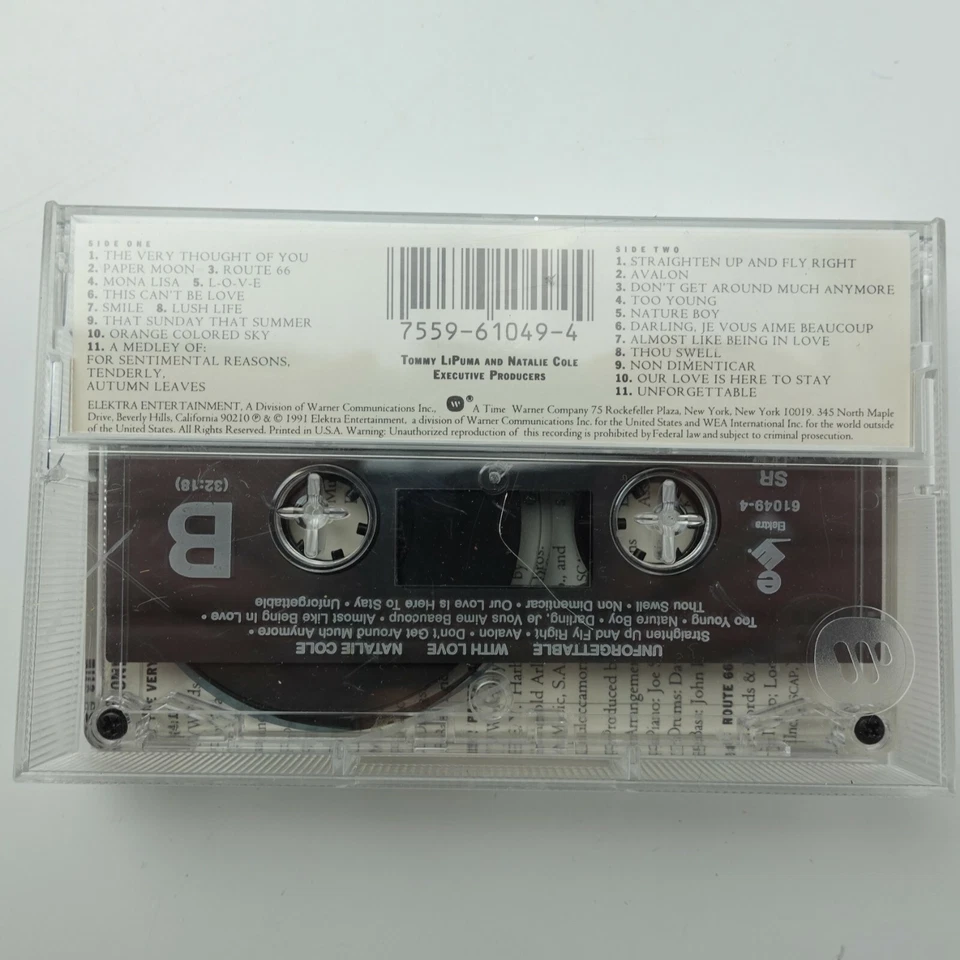 SIDE ONE
1. THE VERY THOUGHT OF YOU
2. PAPER MOON 3. ROUTE 66
4. MONA LISA 5. L-O-V-E
6. THIS CAN'T BE LOVE
7. SMILE 8. LUSH LIFE
9. THAT SUNDAY THAT SUMMER
10. ORANGE COLORED SKY
11. A MEDLEY OF:
FOR SENTIMENTAL REASONS,
TENDERLY,
AUTUMN LEAVES
7559-61049-4
TOMMY LIPUMA AND NATALIE COLE
EXECUTIVE PRODUCERS
SIDE TWO
1. STRAIGHTEN UP AND FLY RIGHT
2. AVALON
3. DON'T GET AROUND MUCH ANYMORE
4. TOO YOUNG
5. NATURE BOY
6. DARLING, JE VOUS AIME BEAUCOUP
7. ALMOST LIKE BEING IN LOVE
8. THOU SWELL
9. NON DIMENTICAR
10. OUR LOVE IS HERE TO STAY
11. UNFORGETTABLE
ELEKTRA ENTERTAINMENT, A Division of Warner Communications Inc., ® A Time Warner Company 75 Rockefeller Plaza, New York, New York 10019. 345 North Maple
Drive, Beverly Hills, California 90210 ℗ & © 1991 Elektra Entertainment, a division of Warner Communications Inc. for the United States and WEA International Inc. for the world outside
of the United States. All Rights Reserved. Printed in U.S.A. Warning: Unauthorized reproduction of this recording is prohibited by Federal law and subject to criminal prosecution.
UNFORGETTABLE WITH LOVE NATALIE COLE
Straighten Up And Fly Right • Avalon • Don't Get Around Much Anymore •
Too Young • Nature Boy • Darling, Je Vous Aime Beaucoup • Almost Like Being In Love •
Thou Swell • Non Dimenticar • Our Love Is Here To Stay • Unforgettable
B
(32:18)
Elektra
61049-4
SR
ROUTE 66